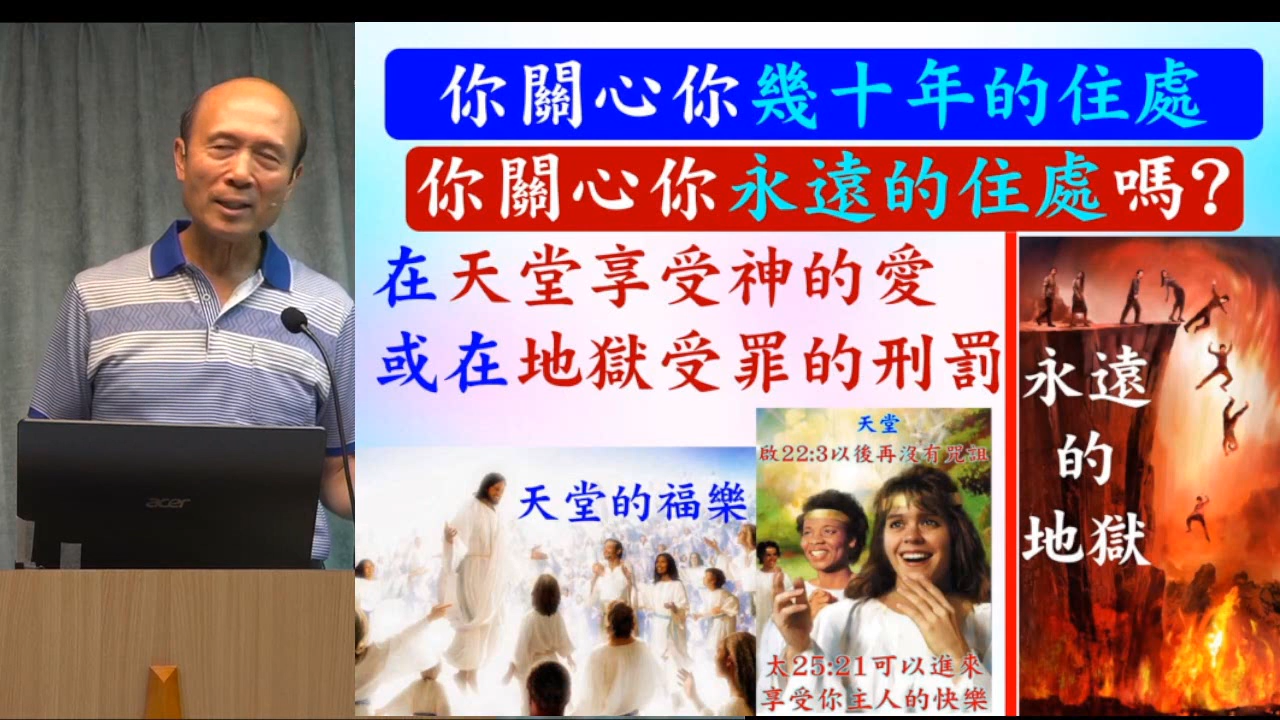 你關心你幾十年的住處
你關心你永遠的住處嗎?
在天堂享受神的愛
或在地獄受罪的刑罰
天堂的福樂
天堂
啟22:3以後再沒有咒詛
太25:21可以進來
享受你主人的快樂
永遠
的
地獄
acer